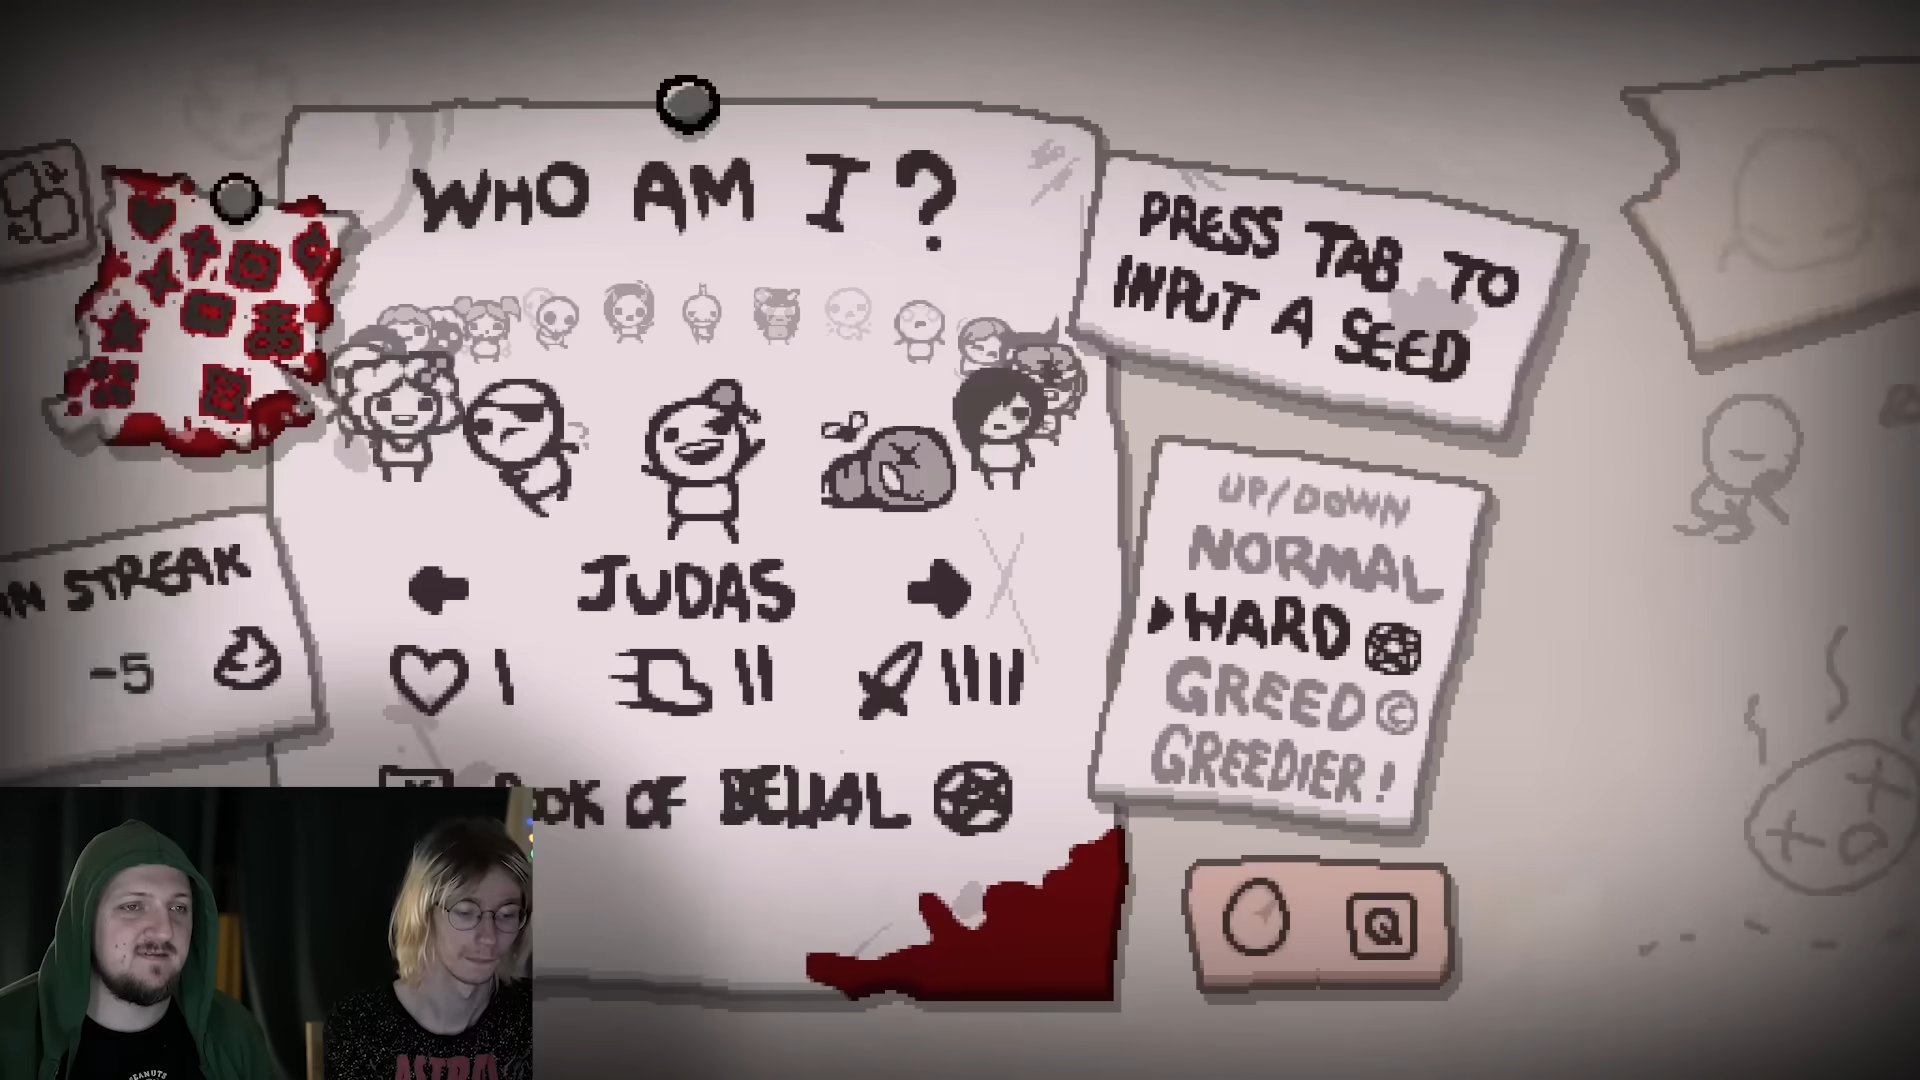 WHO AM I?
PRESS TAB TO
INPUT A SEED
STREAK
-5
JUDAS
OF BELIAL
UP/DOWN
NORMAL
HARD
GREED ©
GREEDIER!
Q